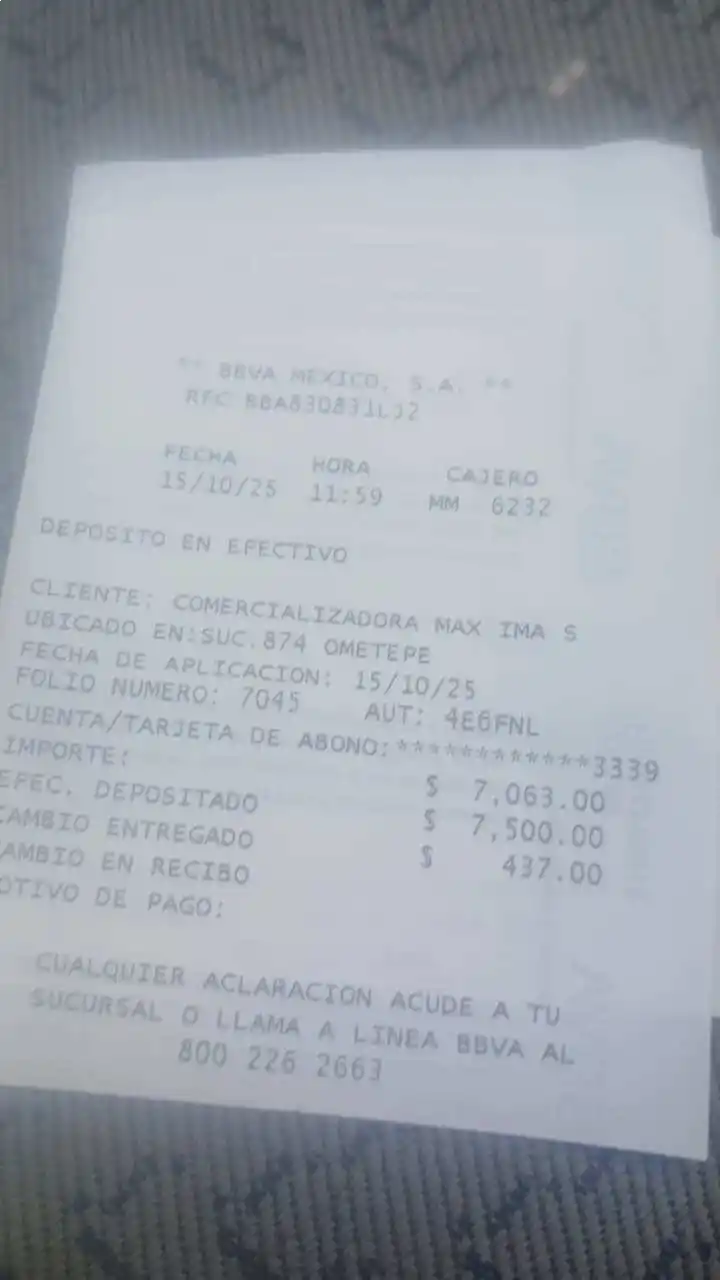 ** BBVA MEXICO, S.A. **
RFC BBA830831LJ2
FECHA HORA CAJERO
15/10/25 11:59 MM 6232
DEPOSITO EN EFECTIVO
CLIENTE: COMERCIALIZADORA MAX IMA S
UBICADO EN:SUC.874 OMETEPE
FECHA DE APLICACION: 15/10/25
FOLIO NUMERO: 7045 AUT: 4E6FNL
CUENTA/TARJETA DE ABONO:************3339
IMPORTE: $ 7,063.00
EFEC. DEPOSITADO $ 7,500.00
CAMBIO ENTREGADO $ 437.00
AMBIO EN RECIBO
OTIVO DE PAGO:
CUALQUIER ACLARACION ACUDE A TU
SUCURSAL O LLAMA A LINEA BBVA AL
800 226 2663